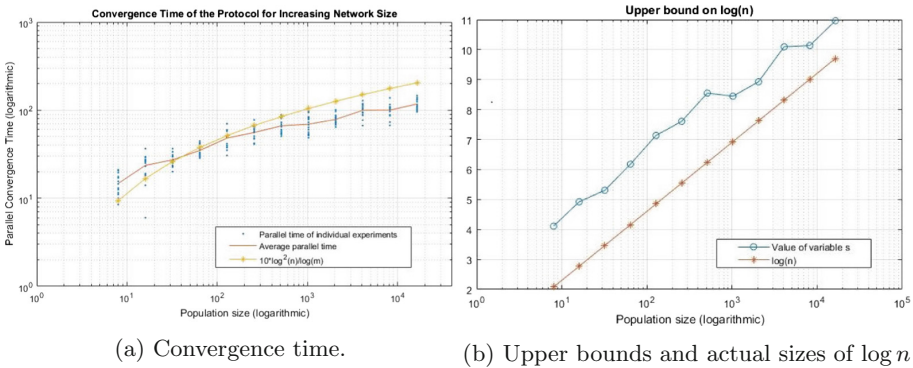 Convergence Time of the Protocol for Increasing Network Size
10^3
10^2
10^1
10^0
Parallel Convergence Time (logarithmic)
Parallel time of individual experiments
Average parallel time
10*log^2(n)/log(m)
10^0 10^1 10^2 10^3 10^4
Population size (logarithmic)
(a) Convergence time.
Upper bound on log(n)
11
10
9
8
7
6
5
4
3
2
Value of variable s
log(n)
10^0 10^1 10^2 10^3 10^4 10^5
Population size (logarithmic)
(b) Upper bounds and actual sizes of log n